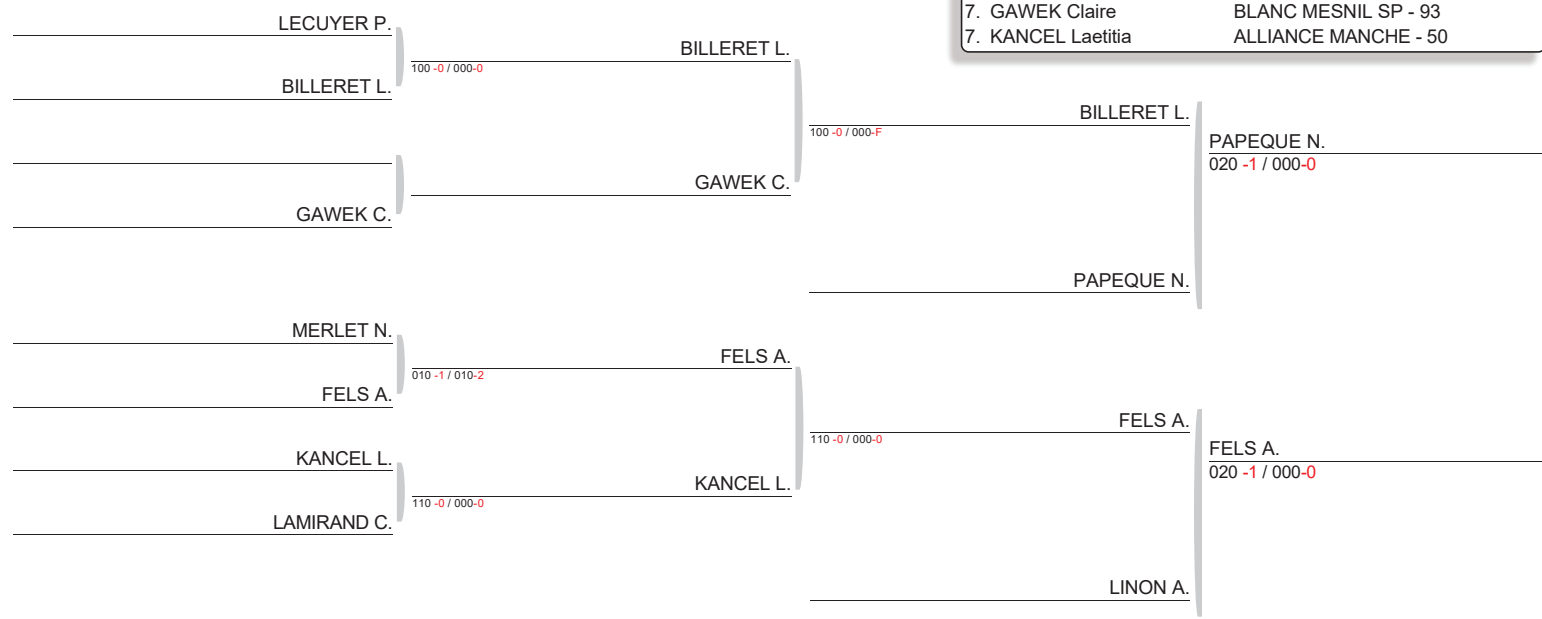 7. GAWEK Claire BLANC MESNIL SP - 93
7. KANCEL Laetitia ALLIANCE MANCHE - 50
LECUYER P.
BILLERET L.
100 -0 / 000-0
BILLERET L.
BILLERET L.
100 -0 / 000-F
PAPEQUE N.
020 -1 / 000-0
GAWEK C.
GAWEK C.
PAPEQUE N.
MERLET N.
FELS A.
010 -1 / 010-2
FELS A.
FELS A.
110 -0 / 000-0
FELS A.
020 -1 / 000-0
KANCEL L.
KANCEL L.
110 -0 / 000-0
LAMIRAND C.
LINON A.